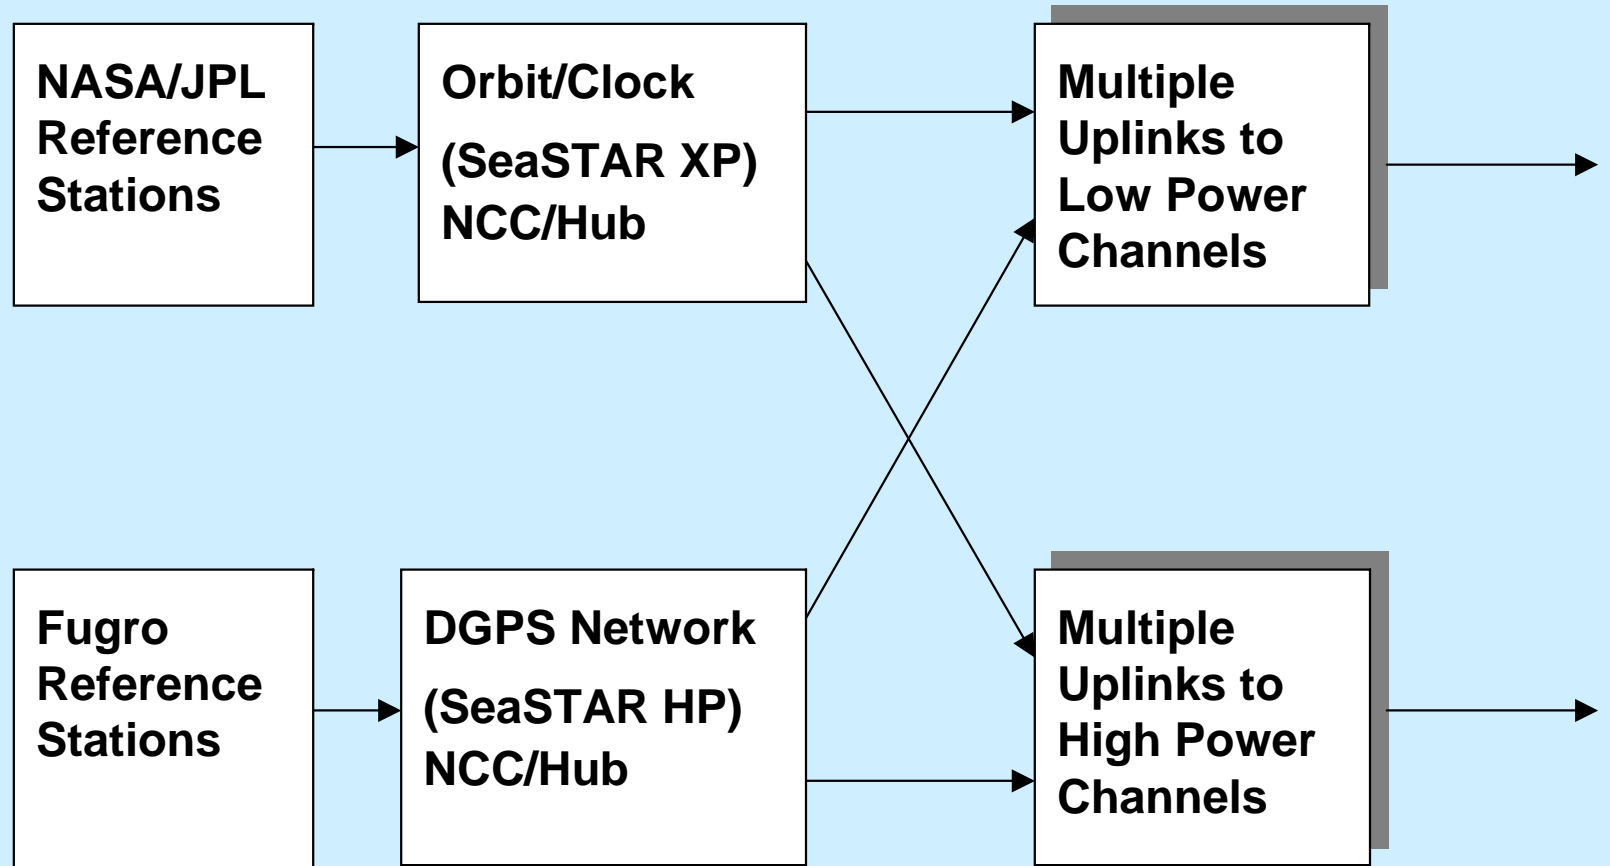 NASA/JPL
Reference
Stations
Orbit/Clock
(SeaSTAR XP)
NCC/Hub
Multiple
Uplinks to
Low Power
Channels
Fugro
Reference
Stations
DGPS Network
(SeaSTAR HP)
NCC/Hub
Multiple
Uplinks to
High Power
Channels